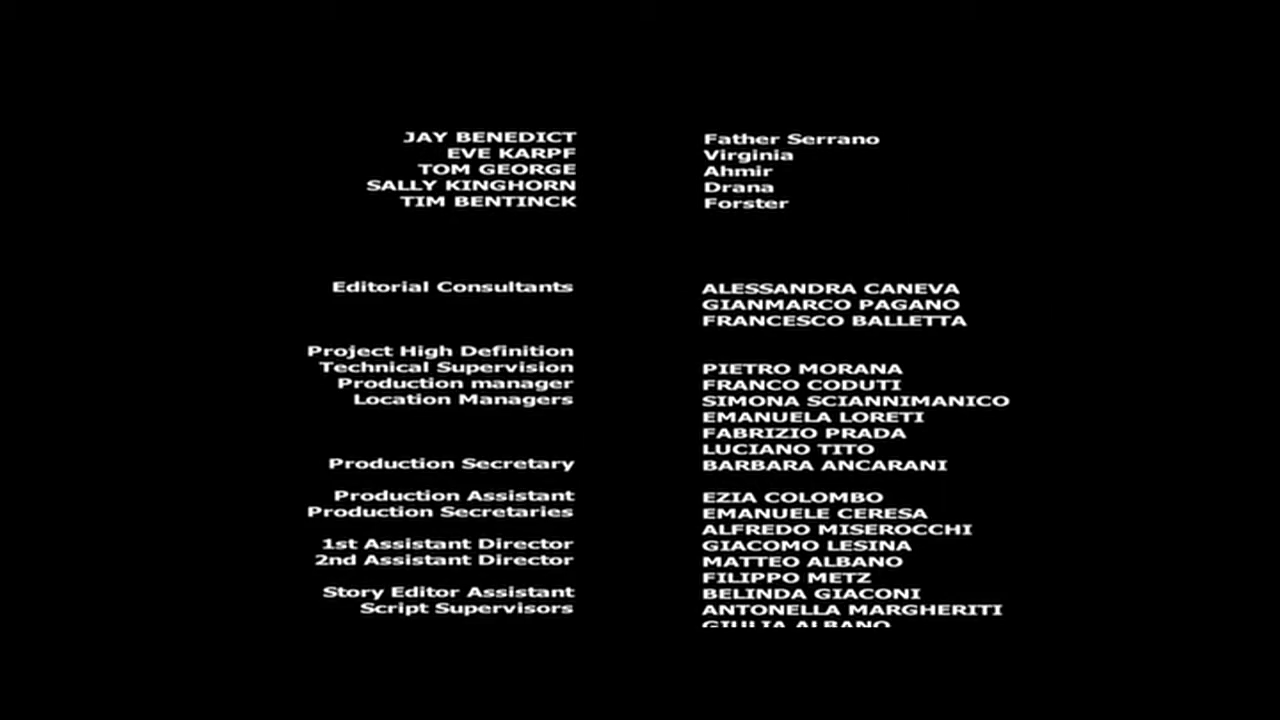 JAY BENEDICT Father Serrano
EVE KARPF Virginia
TOM GEORGE Ahmir
SALLY KINGHORN Drana
TIM BENTINCK Forster
Editorial Consultants ALESSANDRA CANEVA
GIANMARCO PAGANO
FRANCESCO BALLETTA
Project High Definition
Technical Supervision PIETRO MORANA
Production manager FRANCO CODUTI
Location Managers SIMONA SCIANNIMANICO
EMANUELA LORETI
FABRIZIO PRADA
LUCIANO TITO
Production Secretary BARBARA ANCARANI
Production Assistant EZIA COLOMBO
Production Secretaries EMANUELE CERESA
ALFREDO MISEROCCHI
1st Assistant Director GIACOMO LESINA
2nd Assistant Director MATTEO ALBANO
FILIPPO METZ
Story Editor Assistant BELINDA GIACONI
Script Supervisors ANTONELLA MARGHERITI
GIULIA ALBANO